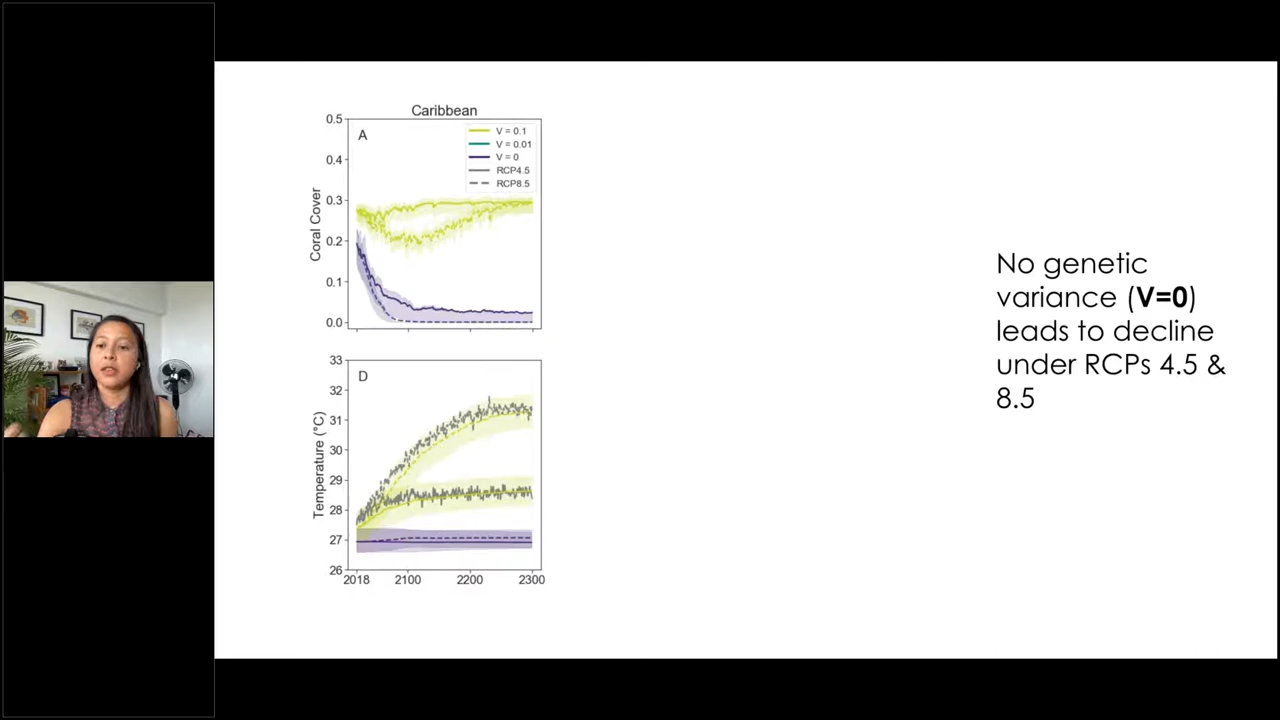 Caribbean
0.5
A
V = 0.1
V = 0.01
V = 0
RCP4.5
RCP8.5
0.4
0.3
0.2
0.1
0.0
Coral Cover
33
D
32
31
30
29
28
27
26
Temperature (°C)
2018 2100 2200 2300
No genetic
variance (V=0)
leads to decline
under RCPs 4.5 &
8.5